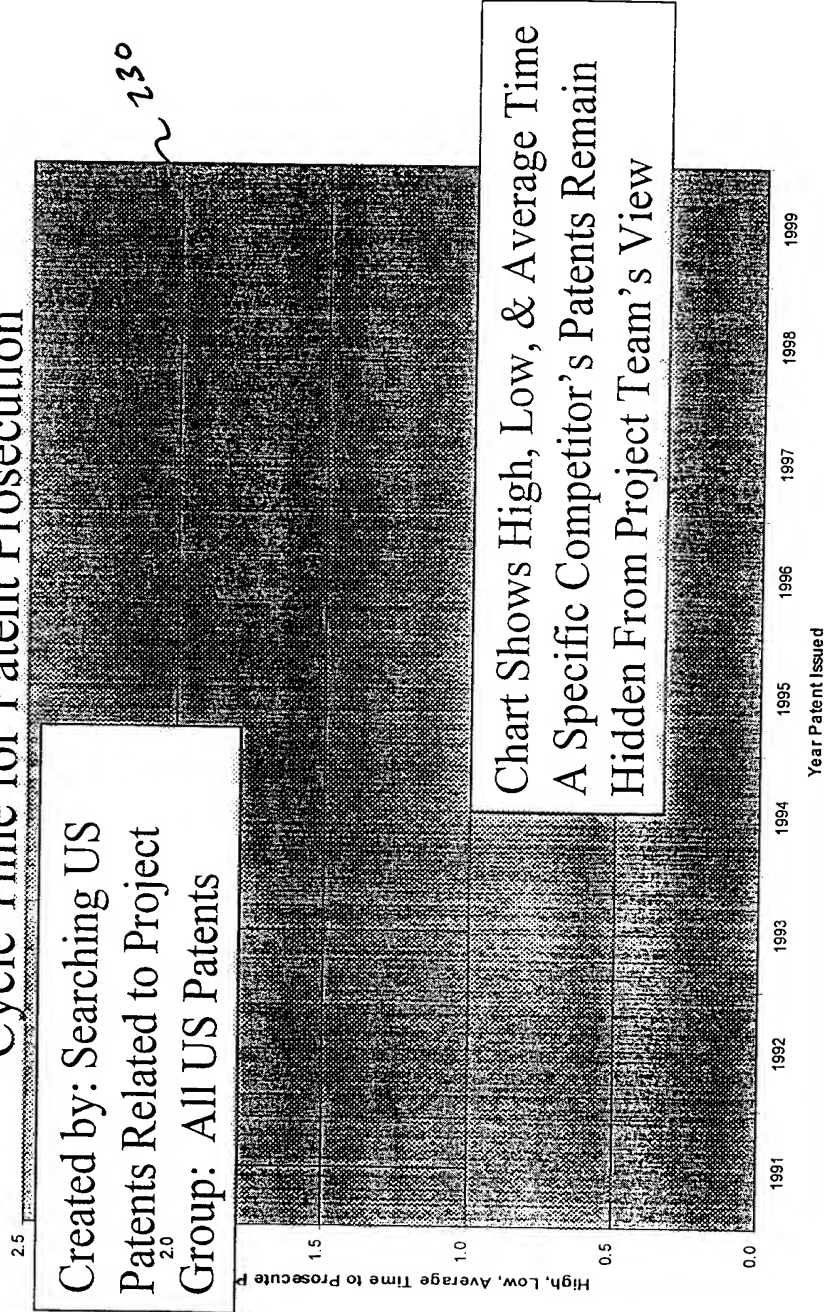 Cycle Time for Patent Prosecution
230
Created by: Searching US
Patents Related to Project
Group: All US Patents
Chart Shows High, Low, & Average Time
A Specific Competitor's Patents Remain
Hidden From Project Team's View
High, Low, Average Time to Prosecute P
2.5
2.0
1.5
1.0
0.5
0.0
1991
1992
1993
1994
1995
1996
1997
1998
1999
Year Patent Issued